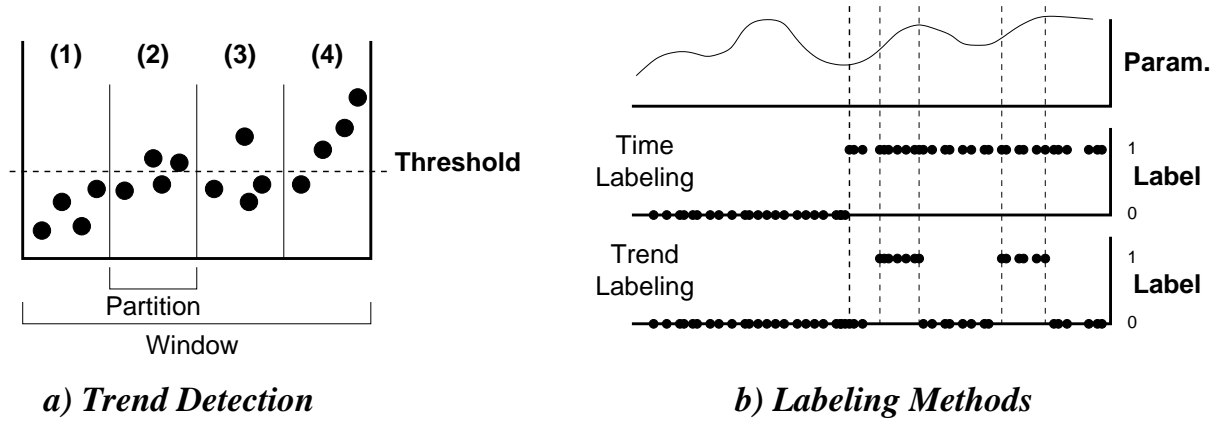 (1) (2) (3) (4)
Threshold
Partition
Window
a) Trend Detection
Param.
Time
Labeling
1
Label
0
Trend
Labeling
1
Label
0
b) Labeling Methods